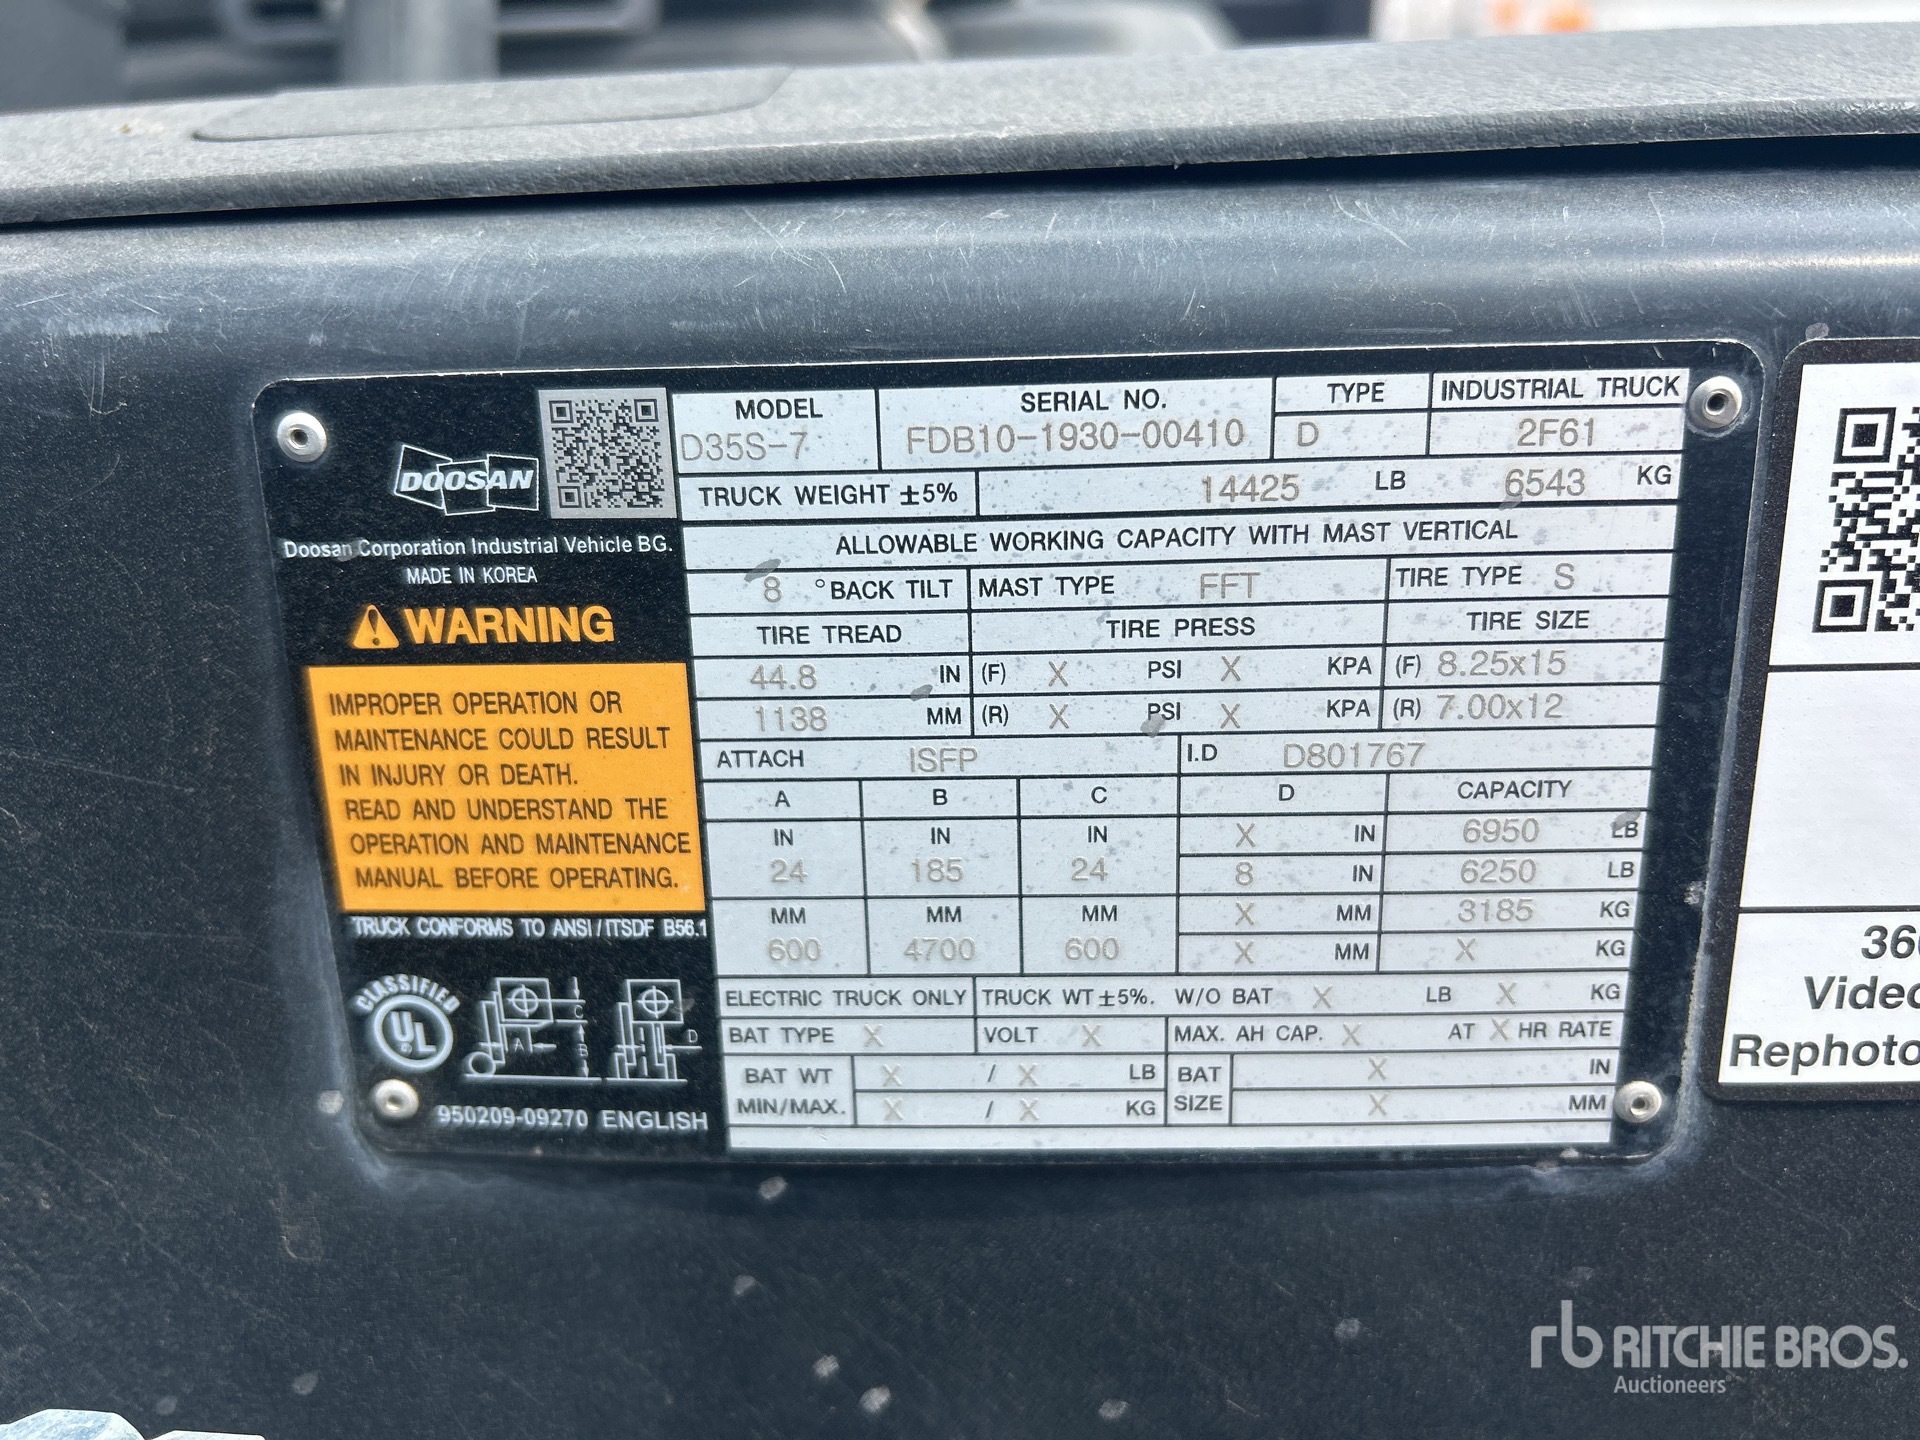 DOOSAN
Doosan Corporation Industrial Vehicle BG.
MADE IN KOREA
WARNING
IMPROPER OPERATION OR
MAINTENANCE COULD RESULT
IN INJURY OR DEATH.
READ AND UNDERSTAND THE
OPERATION AND MAINTENANCE
MANUAL BEFORE OPERATING.
TRUCK CONFORMS TO ANSI/ITSDF B56.1
CLASSIFIED
UL
A B C D
950209-09270 ENGLISH
MODEL SERIAL NO. TYPE INDUSTRIAL TRUCK
D35S-7 FDB10-1930-00410 D 2F61
TRUCK WEIGHT ±5% 14425 LB 6543 KG
ALLOWABLE WORKING CAPACITY WITH MAST VERTICAL
8 °BACK TILT MAST TYPE FFT TIRE TYPE S
TIRE TREAD TIRE PRESS TIRE SIZE
44.8 IN (F) X PSI X KPA (F) 8.25x15
1138 MM (R) X PSI X KPA (R) 7.00x12
ATTACH ISFP I.D D801767
A B C D CAPACITY
IN IN IN X IN 6950 LB
24 185 24 8 IN 6250 LB
MM MM MM X MM 3185 KG
600 4700 600 X MM X KG
ELECTRIC TRUCK ONLY TRUCK WT ±5%. W/O BAT X LB X KG
BAT TYPE X VOLT X MAX. AH CAP. X AT X HR RATE
BAT WT X / X LB BAT X IN
MIN/MAX. X / X KG SIZE X MM
36
Video
Rephoto
rb RITCHIE BROS.
Auctioneers